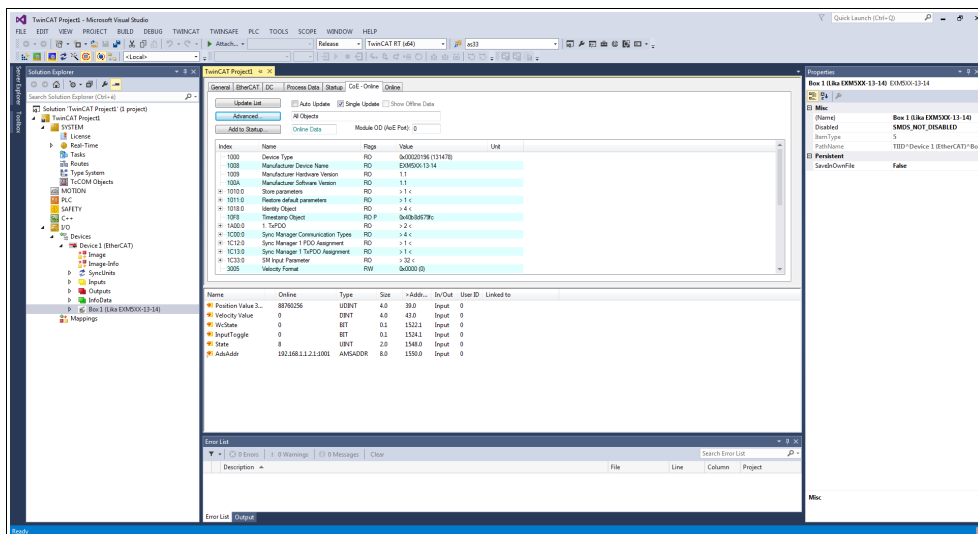 TwinCAT Project1 - Microsoft Visual Studio
Quick Launch (Ctrl+Q)
FILE EDIT VIEW PROJECT BUILD DEBUG TWINCAT TWINSAFE PLC TOOLS SCOPE WINDOW HELP
Attach... Release TwinCAT RT (x64) as33
<Local>
Server Explorer
Toolbox
Solution Explorer
Search Solution Explorer (Ctrl+è)
Solution 'TwinCAT Project1' (1 project)
TwinCAT Project1
SYSTEM
License
Real-Time
Tasks
Routes
Type System
TcCOM Objects
MOTION
PLC
SAFETY
C++
I/O
Devices
Device 1 (EtherCAT)
Image
Image-Info
SyncUnits
Inputs
Outputs
InfoData
Box 1 (Lika EXM5XX-13-14)
Mappings
TwinCAT Project1
General EtherCAT DC Process Data Startup CoE - Online Online
Update List Auto Update Single Update Show Offline Data
Advanced... All Objects
Add to Startup... Online Data Module OD (AoE Port): 0
Index Name Flags Value Unit
1000 Device Type RO 0x00020196 (131478)
1008 Manufacturer Device Name RO EXM5XX-13-14
1009 Manufacturer Hardware Version RO 1.1
100A Manufacturer Software Version RO 1.1
1010:0 Store parameters RO > 1 <
1011:0 Restore default parameters RO > 1 <
1018:0 Identity Object RO > 4 <
10F8 Timestamp Object RO P 0x40b8d679fc
1A00:0 1. TxPDO RO > 2 <
1C00:0 Sync Manager Communication Types RO > 4 <
1C12:0 Sync Manager 1 PDO Assignment RO > 1 <
1C13:0 Sync Manager 1 TxPDO Assignment RO > 1 <
1C33:0 SM Input Parameter RO > 32 <
3005 Velocity Format RW 0x0000 (0)
Name Online Type Size >Addr... In/Out User ID Linked to
Position Value 3... 88760256 UDINT 4.0 39.0 Input 0
Velocity Value 0 DINT 4.0 43.0 Input 0
WcState 0 BIT 0.1 1522.1 Input 0
InputToggle 0 BIT 0.1 1524.1 Input 0
State 8 UINT 2.0 1548.0 Input 0
AdsAddr 192.168.1.1.2.1:1001 AMSADDR 8.0 1550.0 Input 0
Error List
0 Errors 0 Warnings 0 Messages Clear Search Error List
Description File Line Column Project
Error List Output
Properties
Box 1 (Lika EXM5XX-13-14) EXM5XX-13-14
Misc
(Name) Box 1 (Lika EXM5XX-13-14)
Disabled SMDS_NOT_DISABLED
ItemType 5
PathName TIID^Device 1 (EtherCAT)^Bo
Persistent
SaveInOwnFile False
Misc
Ready